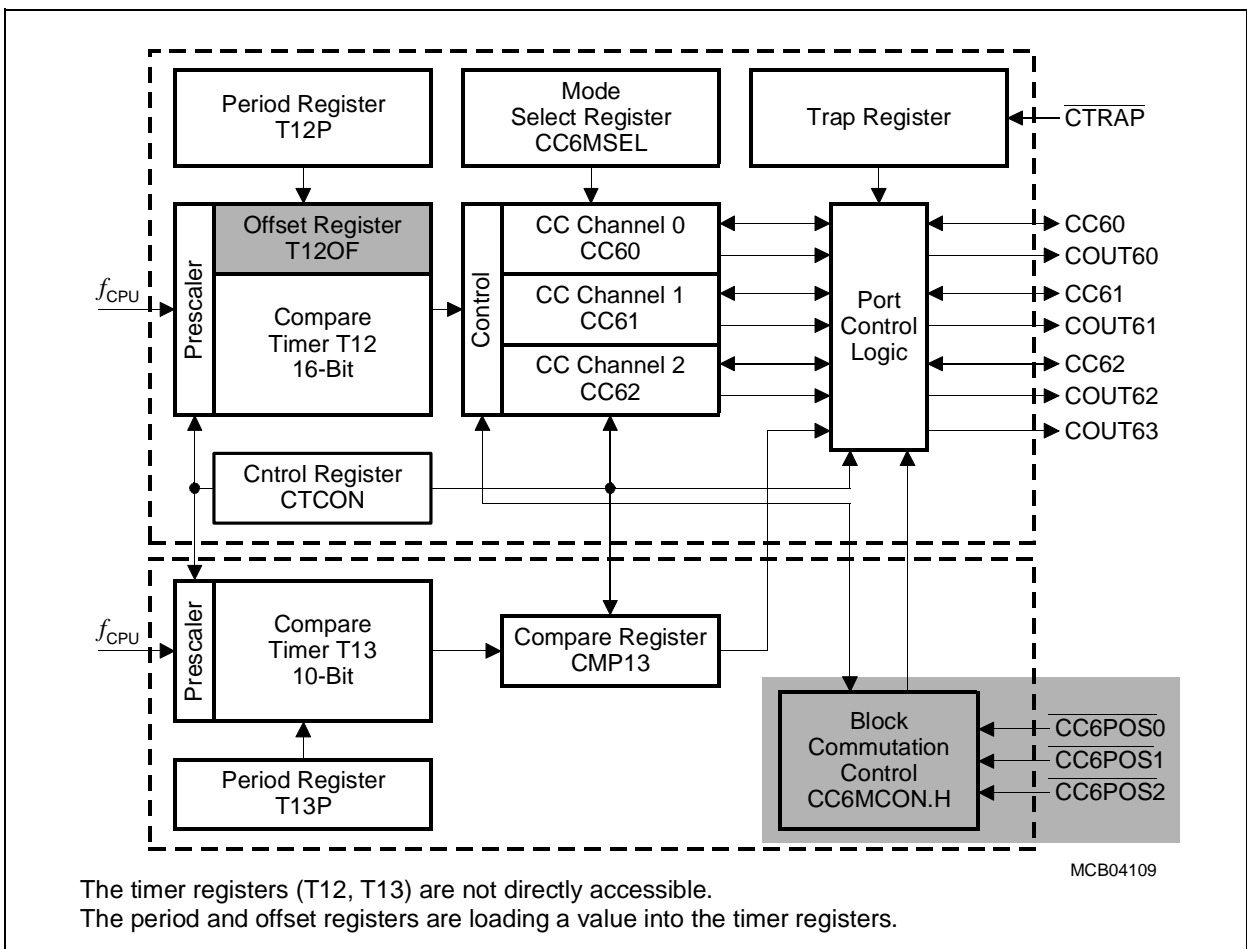 Period Register
T12P
Mode
Select Register
CC6MSEL
Trap Register
CTRAP
Offset Register
T12OF
Prescaler
fCPU
Compare
Timer T12
16-Bit
Control
CC Channel 0
CC60
CC Channel 1
CC61
CC Channel 2
CC62
Port
Control
Logic
CC60
COUT60
CC61
COUT61
CC62
COUT62
COUT63
Cntrol Register
CTCON
fCPU
Prescaler
Compare
Timer T13
10-Bit
Compare Register
CMP13
Period Register
T13P
Block
Commutation
Control
CC6MCON.H
CC6POS0
CC6POS1
CC6POS2
MCB04109
The timer registers (T12, T13) are not directly accessible.
The period and offset registers are loading a value into the timer registers.